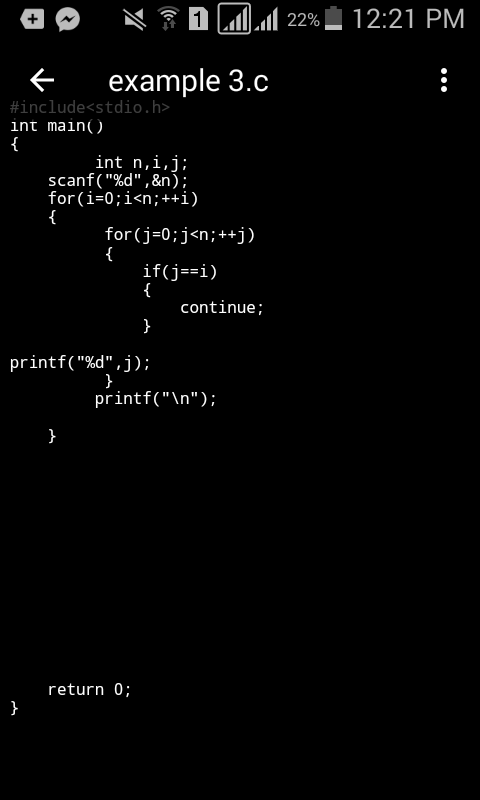 1 22% 12:21 PM
example 3.c
#include<stdio.h>
int main()
{
int n,i,j;
scanf("%d",&n);
for(i=0;i<n;++i)
{
for(j=0;j<n;++j)
{
if(j==i)
{
continue;
}
printf("%d",j);
}
printf("\n");
}
return 0;
}